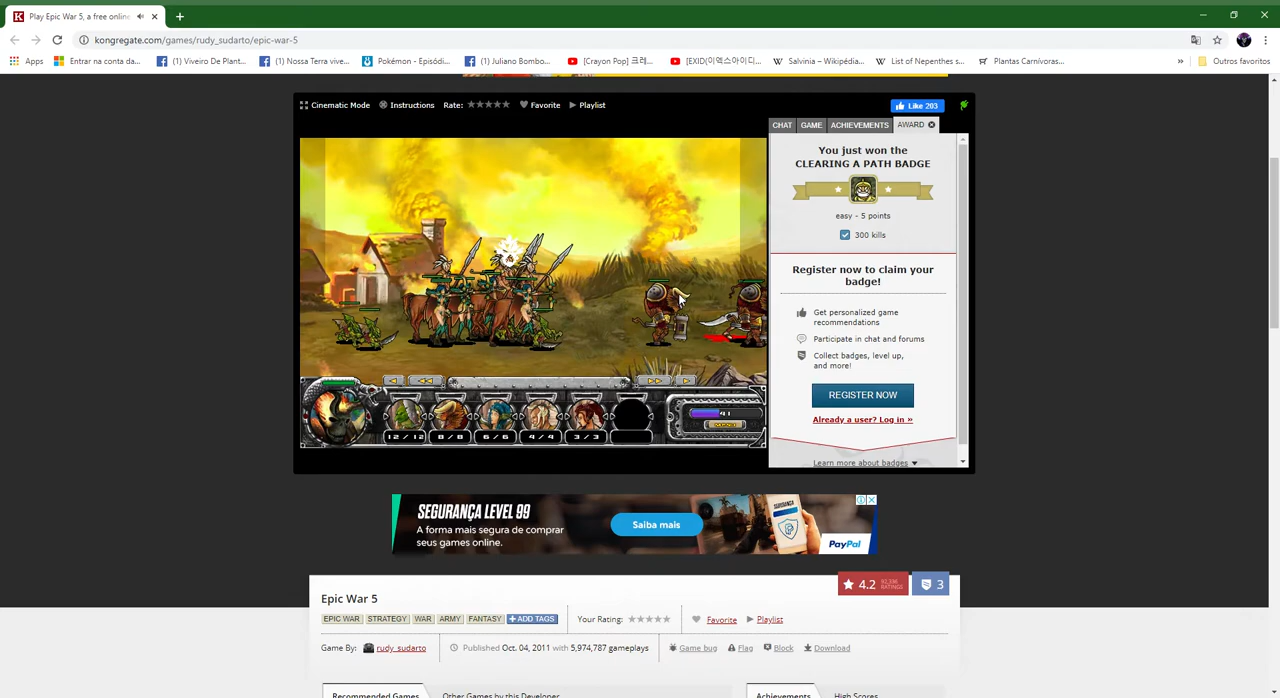 Play Epic War 5, a free online
kongregate.com/games/rudy_sudarto/epic-war-5
Apps
Entrar na conta da...
(1) Viveiro De Plant...
(1) Nossa Terra vive...
Pokémon - Episódi...
(1) Juliano Bombo...
[Crayon Pop] 크레...
[EXID(이엑스아이디...
Salvinia – Wikipédia...
List of Nepenthes s...
Plantas Carnívoras...
»
Outros favoritos
Cinematic Mode
Instructions
Rate:
Favorite
Playlist
Like 203
CHAT
GAME
ACHIEVEMENTS
AWARD
You just won the
CLEARING A PATH BADGE
easy - 5 points
300 kills
Register now to claim your
badge!
Get personalized game
recommendations
Participate in chat and forums
Collect badges, level up,
and more!
REGISTER NOW
Already a user? Log in »
Learn more about badges
12/12
8/8
6/6
4/4
3/3
41
SEGURANÇA LEVEL 99
A forma mais segura de comprar
seus games online.
Saiba mais
SEGURANÇA
PayPal
4.2
RATINGS
3
Epic War 5
EPIC WAR
STRATEGY
WAR
ARMY
FANTASY
ADD TAGS
Your Rating:
Favorite
Playlist
Game By:
rudy_sudarto
Published Oct. 04, 2011 with 5,974,787 gameplays
Game bug
Flag
Block
Download
Recommended Games
Other Games by this Developer
Achievements
High Scores